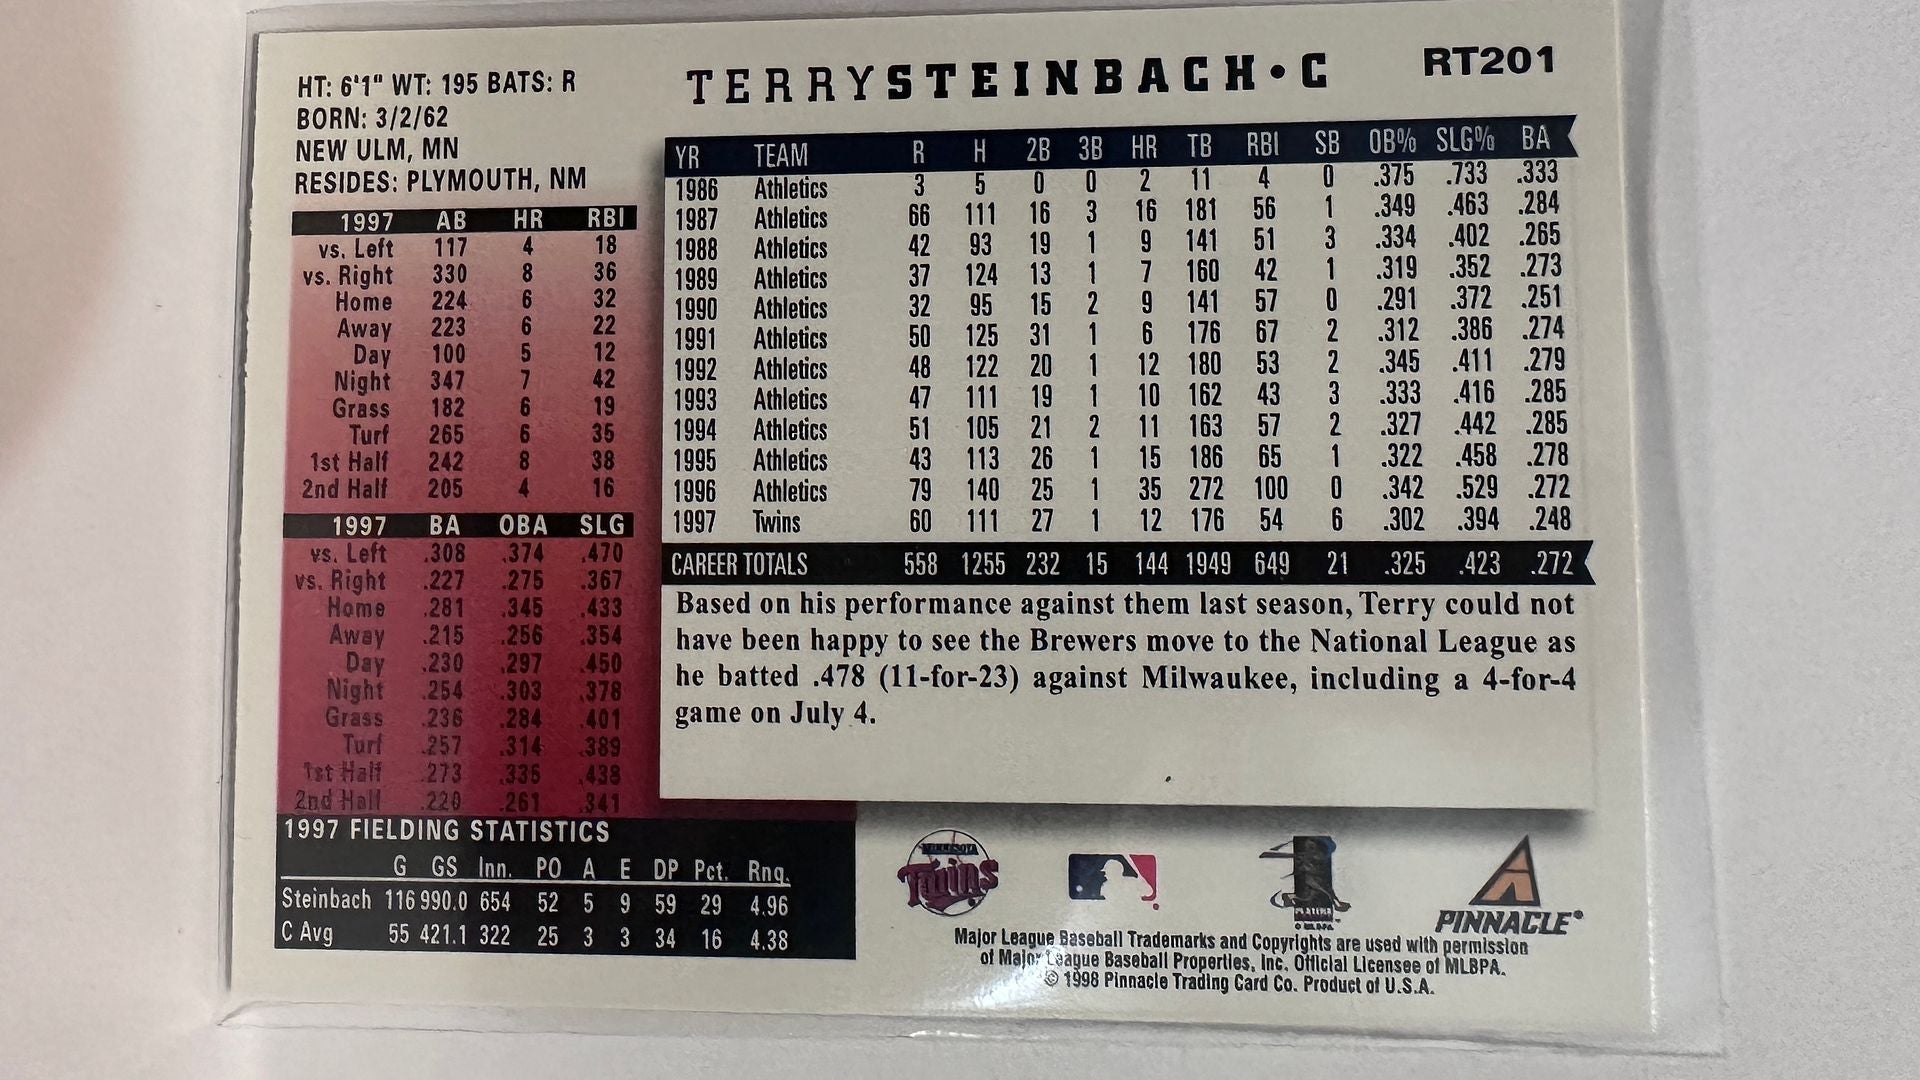 HT: 6'1" WT: 195 BATS: R
BORN: 3/2/62
NEW ULM, MN
RESIDES: PLYMOUTH, NM
TERRY STEINBACH • C
RT201
1997 AB HR RBI
vs. Left 117 4 18
vs. Right 330 8 36
Home 224 6 32
Away 223 6 22
Day 100 5 12
Night 347 7 42
Grass 182 6 19
Turf 265 6 35
1st Half 242 8 38
2nd Half 205 4 16
1997 BA OBA SLG
vs. Left .308 .374 .470
vs. Right .227 .275 .367
Home .281 .345 .433
Away .215 .256 .354
Day .230 .297 .450
Night .254 .303 .378
Grass .236 .284 .401
Turf .257 .314 .389
1st Half .273 .335 .438
2nd Half .220 .261 .341
YR TEAM R H 2B 3B HR TB RBI SB OB% SLG% BA
1986 Athletics 3 5 0 0 2 11 4 0 .375 .733 .333
1987 Athletics 66 111 16 3 16 181 56 1 .349 .463 .284
1988 Athletics 42 93 19 1 9 141 51 3 .334 .402 .265
1989 Athletics 37 124 13 1 7 160 42 1 .319 .352 .273
1990 Athletics 32 95 15 2 9 141 57 0 .291 .372 .251
1991 Athletics 50 125 31 1 6 176 67 2 .312 .386 .274
1992 Athletics 48 122 20 1 12 180 53 2 .345 .411 .279
1993 Athletics 47 111 19 1 10 162 43 3 .333 .416 .285
1994 Athletics 51 105 21 2 11 163 57 2 .327 .442 .285
1995 Athletics 43 113 26 1 15 186 65 1 .322 .458 .278
1996 Athletics 79 140 25 1 35 272 100 0 .342 .529 .272
1997 Twins 60 111 27 1 12 176 54 6 .302 .394 .248
CAREER TOTALS 558 1255 232 15 144 1949 649 21 .325 .423 .272
Based on his performance against them last season, Terry could not
have been happy to see the Brewers move to the National League as
he batted .478 (11-for-23) against Milwaukee, including a 4-for-4
game on July 4.
1997 FIELDING STATISTICS
G GS Inn. PO A E DP Pct. Rng.
Steinbach 116 990.0 654 52 5 9 59 29 4.96
C Avg 55 421.1 322 25 3 3 34 16 4.38
MINNESOTA
Twins
PLAYERS
© MLBPA
PINNACLE®
Major League Baseball Trademarks and Copyrights are used with permission
of Major League Baseball Properties, Inc. Official Licensee of MLBPA.
© 1998 Pinnacle Trading Card Co. Product of U.S.A.